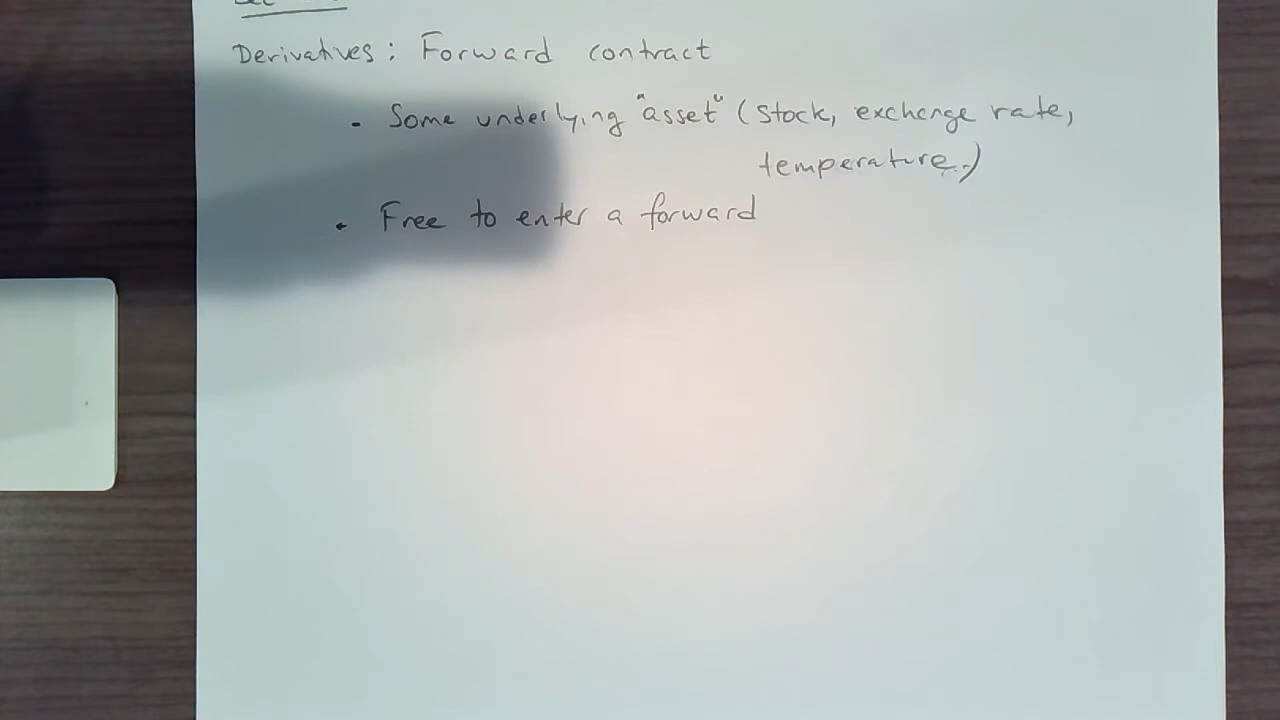 Derivatives: Forward contract
- Some underlying "asset" (stock, exchange rate,
temperature..)
- Free to enter a forward